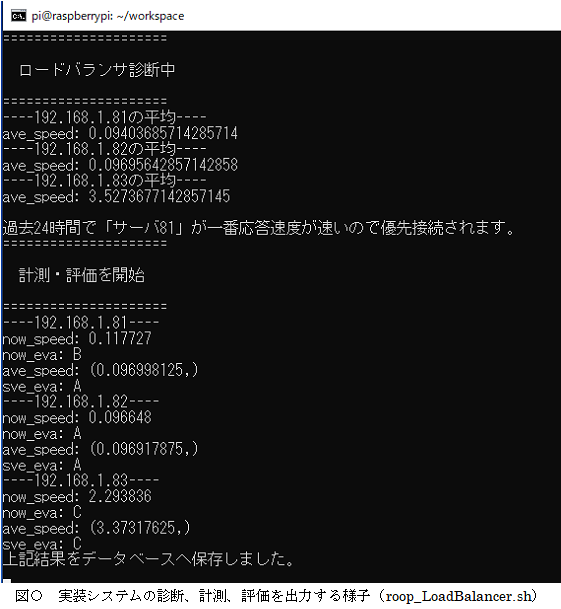 pi@raspberrypi: ~/workspace
=====================
ロードバランサ診断中
=====================
----192.168.1.81の平均----
ave_speed: 0.09403685714285714
----192.168.1.82の平均----
ave_speed: 0.09695642857142858
----192.168.1.83の平均----
ave_speed: 3.5273677142857145
過去24時間で「サーバ81」が一番応答速度が速いので優先接続されます。
=====================
計測・評価を開始
=====================
----192.168.1.81----
now_speed: 0.117727
now_eva: B
ave_speed: (0.096998125,)
sve_eva: A
----192.168.1.82----
now_speed: 0.096648
now_eva: A
ave_speed: (0.096917875,)
sve_eva: A
----192.168.1.83----
now_speed: 2.293836
now_eva: C
ave_speed: (3.37317625,)
sve_eva: C
上記結果をデータベースへ保存しました。
図〇　実装システムの診断、計測、評価を出力する様子（roop_LoadBalancer.sh）